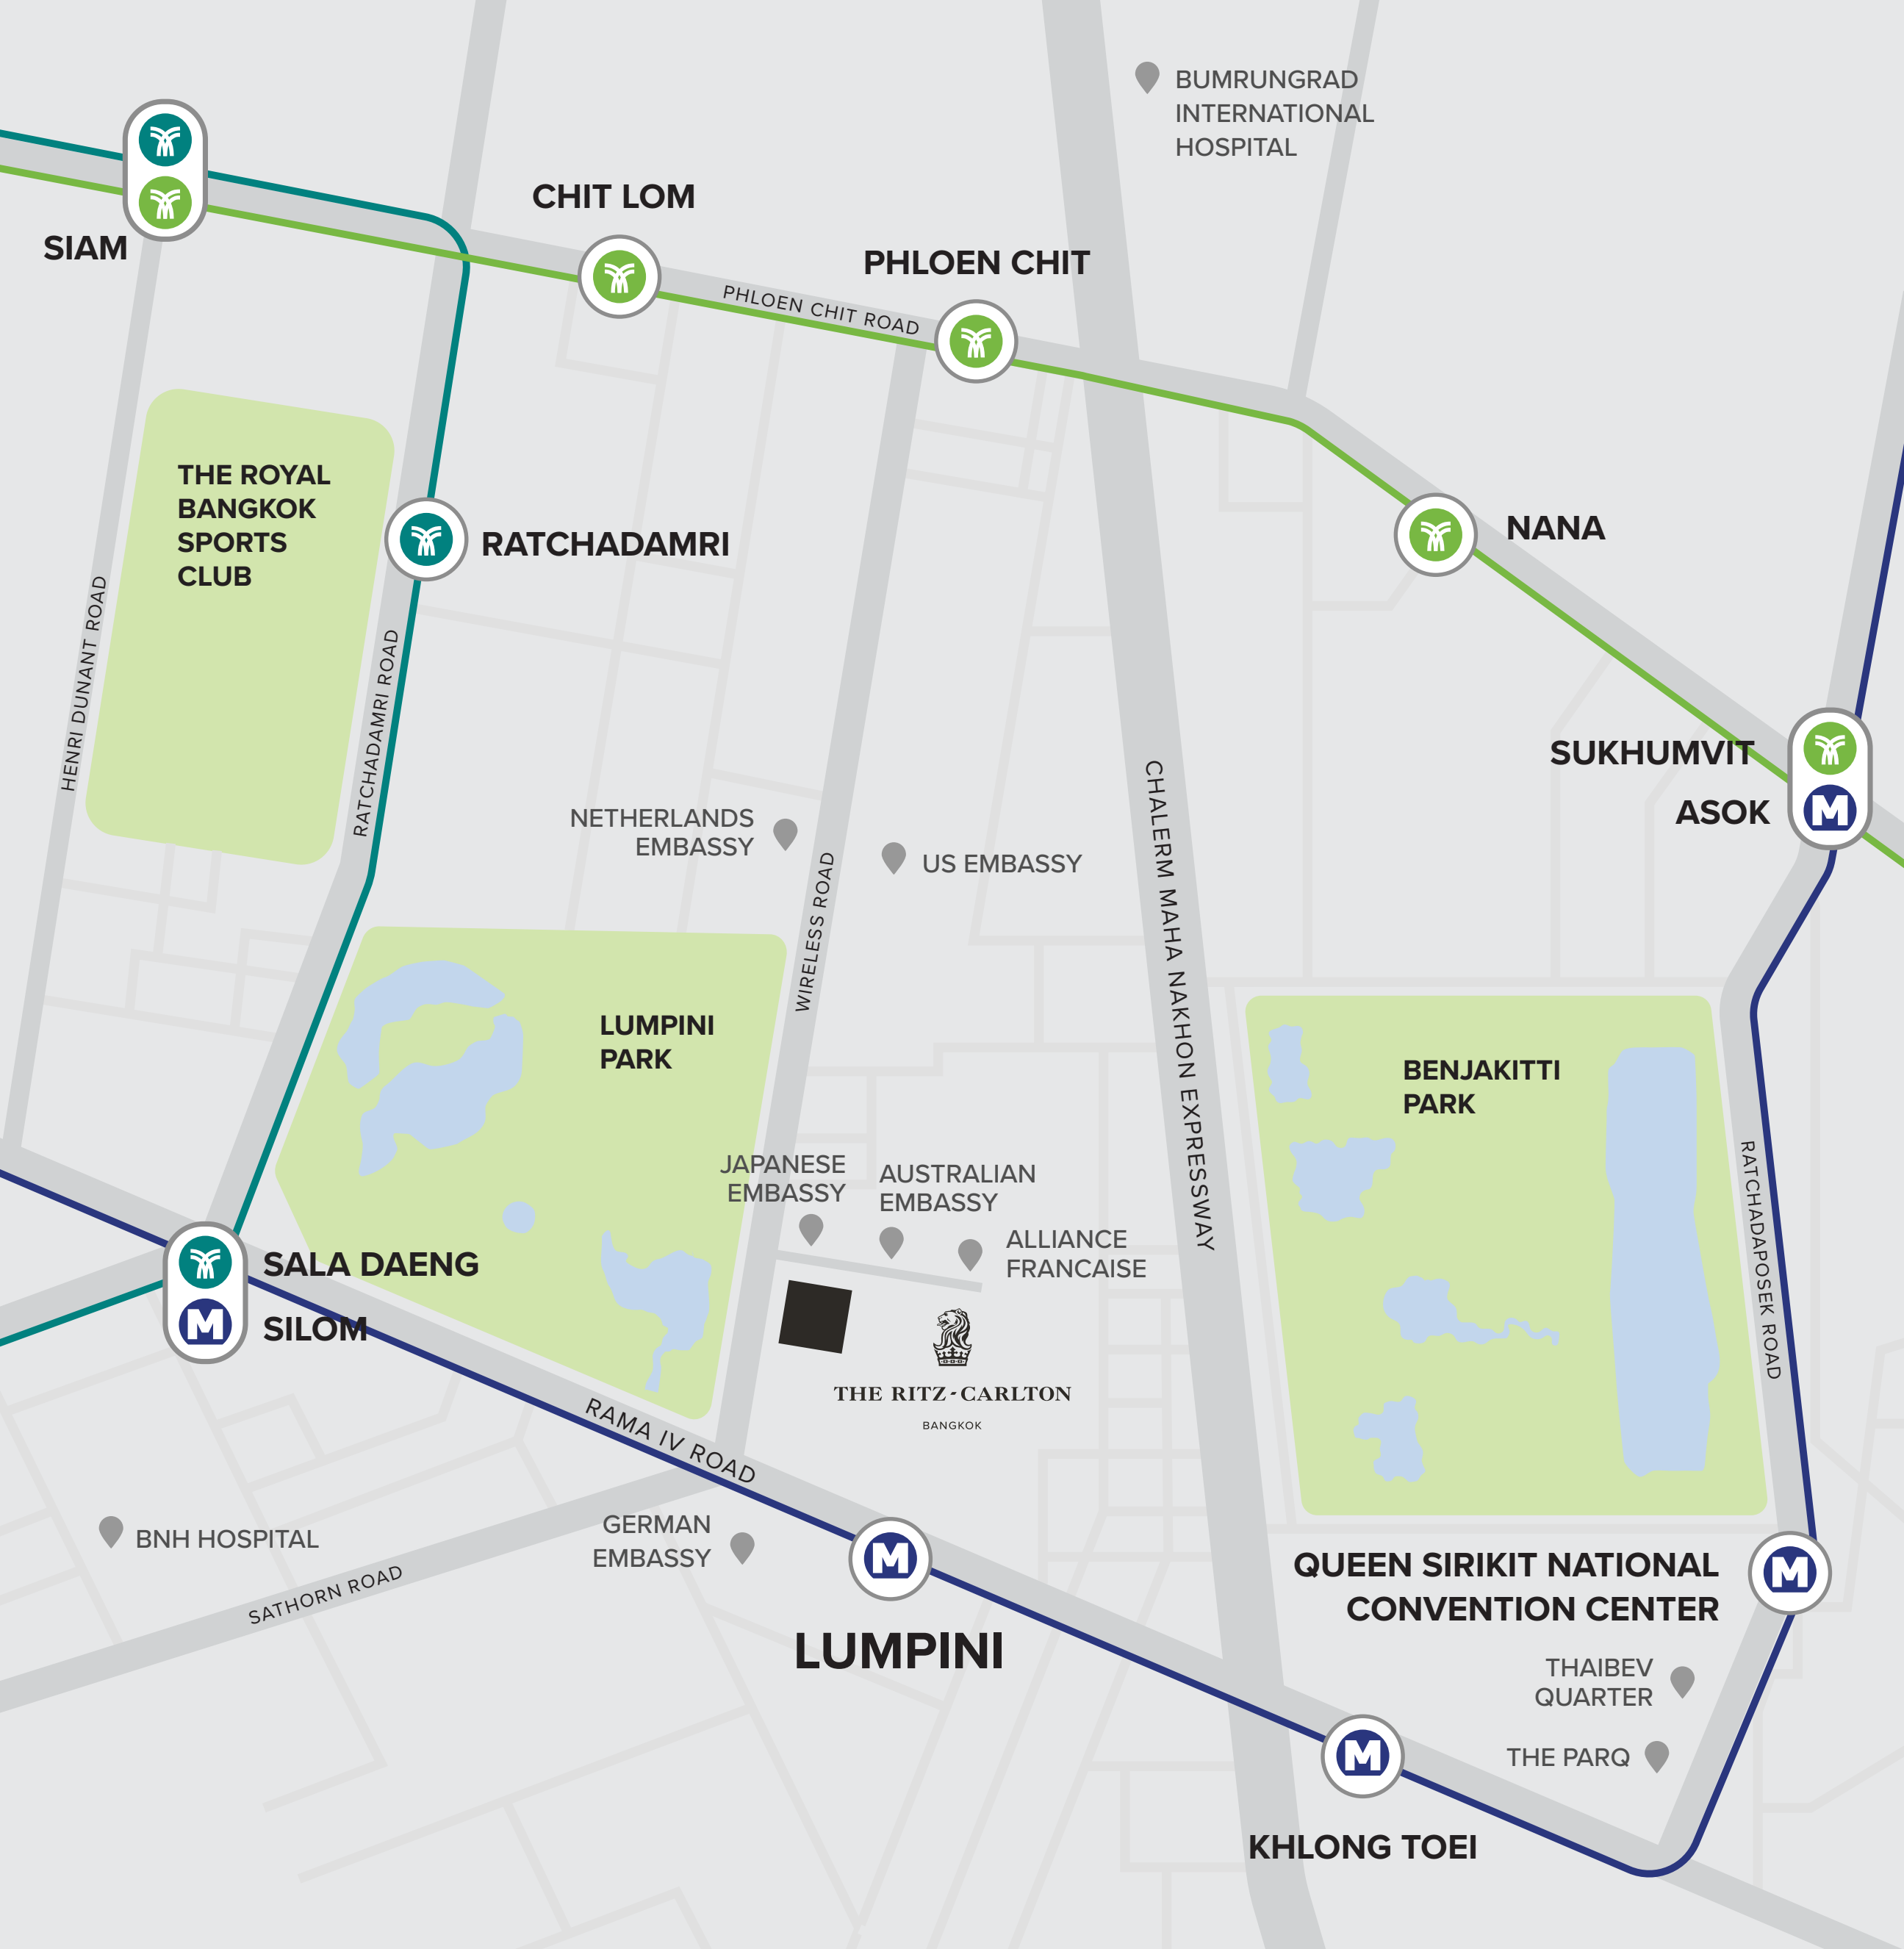 BUMRUNGRAD
INTERNATIONAL
HOSPITAL
CHIT LOM
SIAM
PHLOEN CHIT
PHLOEN CHIT ROAD
THE ROYAL
BANGKOK
SPORTS
CLUB
RATCHADAMRI
NANA
HENRI DUNANT ROAD
RATCHADAMRI ROAD
SUKHUMVIT
ASOK
M
NETHERLANDS
EMBASSY
US EMBASSY
WIRELESS ROAD
CHALERM MAHA NAKHON EXPRESSWAY
LUMPINI
PARK
BENJAKITTI
PARK
RATCHADAPOSEK ROAD
JAPANESE
EMBASSY
AUSTRALIAN
EMBASSY
ALLIANCE
FRANCAISE
SALA DAENG
M
SILOM
THE RITZ-CARLTON
BANGKOK
RAMA IV ROAD
BNH HOSPITAL
SATHORN ROAD
GERMAN
EMBASSY
M
LUMPINI
QUEEN SIRIKIT NATIONAL
CONVENTION CENTER
M
THAIBEV
QUARTER
THE PARQ
M
KHLONG TOEI